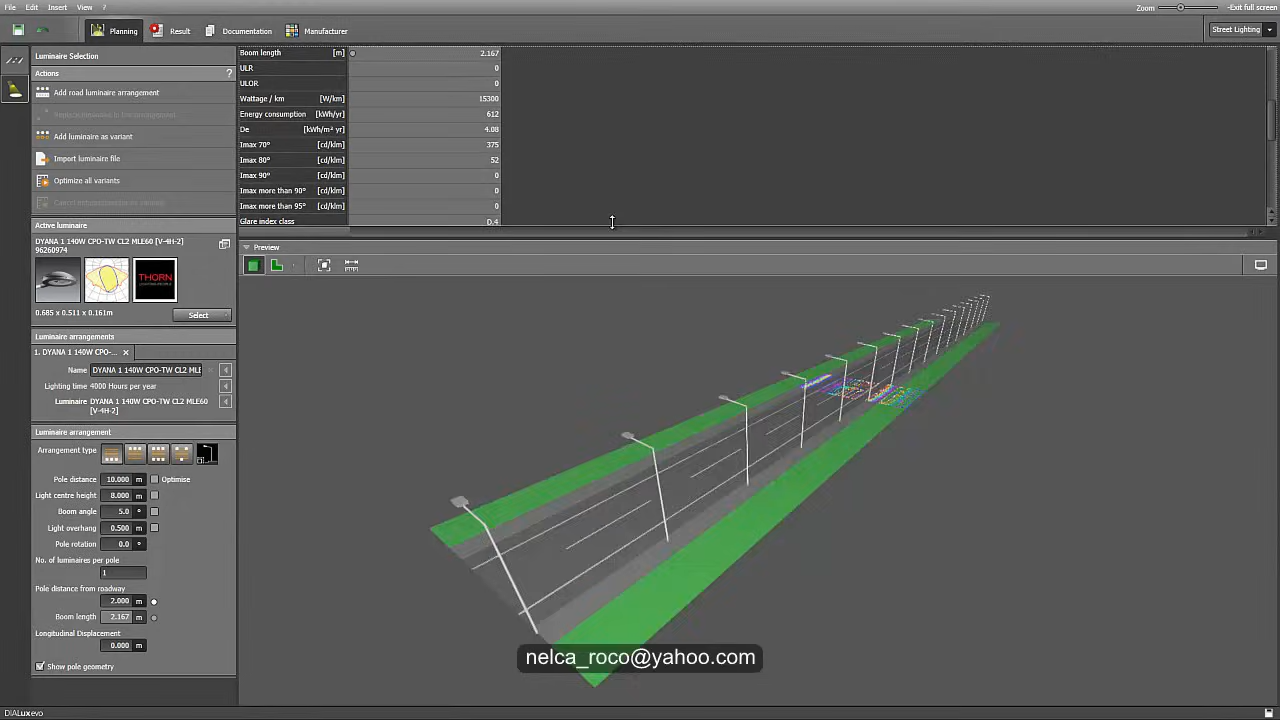 File Edit Insert View ?
Zoom
Exit full screen
Planning
Result
Documentation
Manufacturer
Street Lighting
Luminaire Selection
Actions ?
Add road luminaire arrangement
Add luminaire as variant
Import luminaire file
Optimize all variants
Active luminaire
DYANA 1 140W CPO-TW CL2 MLE60 [V-4H-2]
96260974
THORN
0.685 x 0.511 x 0.161m
Select
Luminaire arrangements
1. DYANA 1 140W CPO-...
Name DYANA 1 140W CPO-TW CL2 MLE
Lighting time 4000 Hours per year
Luminaire DYANA 1 140W CPO-TW CL2 MLE60
[V-4H-2]
Luminaire arrangement
Arrangement type
Pole distance 10.000 m Optimise
Light centre height 8.000 m
Boom angle 5.0 °
Light overhang 0.500 m
Pole rotation 0.0 °
No. of luminaires per pole
1
Pole distance from roadway
2.000 m
Boom length 2.167 m
Longitudinal Displacement
0.000 m
Show pole geometry
Boom length [m] 2.167
ULR 0
ULOR 0
Wattage / km [W/km] 15300
Energy consumption [kWh/yr] 612
De [kWh/m² yr] 4.08
Imax 70° [cd/klm] 375
Imax 80° [cd/klm] 52
Imax 90° [cd/klm] 0
Imax more than 90° [cd/klm] 0
Imax more than 95° [cd/klm] 0
Glare index class D.4
Preview
nelca_roco@yahoo.com
DIALux evo